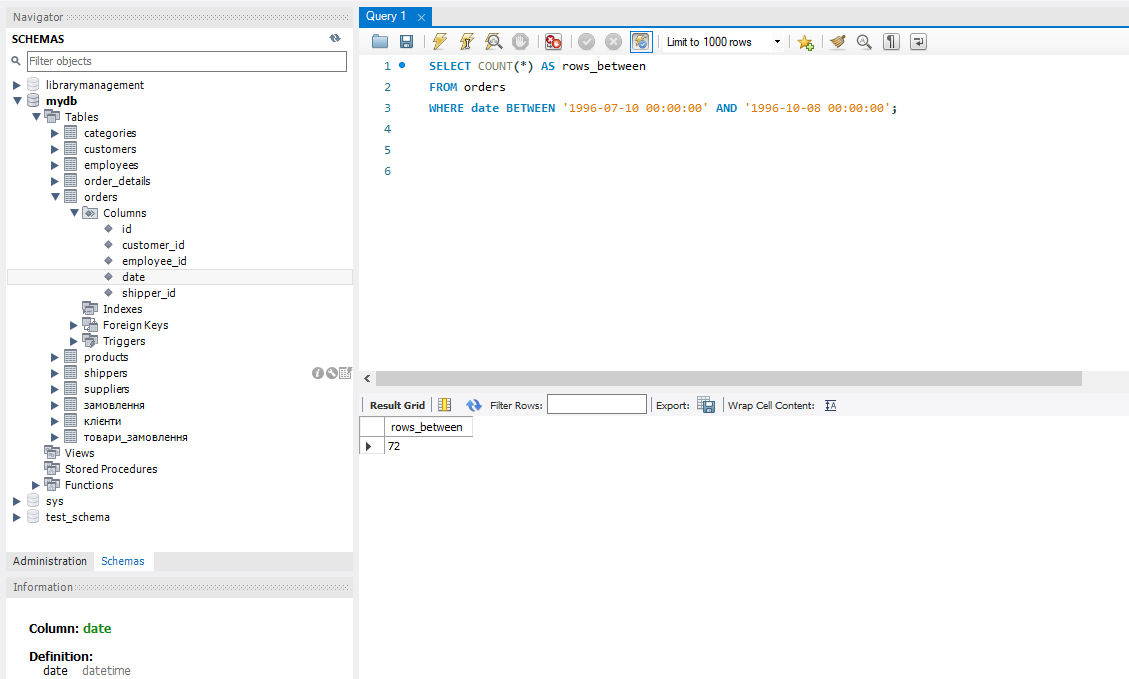 Navigator
SCHEMAS
Filter objects
librarymanagement
mydb
Tables
categories
customers
employees
order_details
orders
Columns
id
customer_id
employee_id
date
shipper_id
Indexes
Foreign Keys
Triggers
products
shippers
suppliers
замовлення
клієнти
товари_замовлення
Views
Stored Procedures
Functions
sys
test_schema
Administration Schemas
Information
Column: date
Definition:
date datetime
Query 1
Limit to 1000 rows
1 SELECT COUNT(*) AS rows_between
2 FROM orders
3 WHERE date BETWEEN '1996-07-10 00:00:00' AND '1996-10-08 00:00:00';
4
5
6
Result Grid Filter Rows: Export: Wrap Cell Content:
rows_between
72